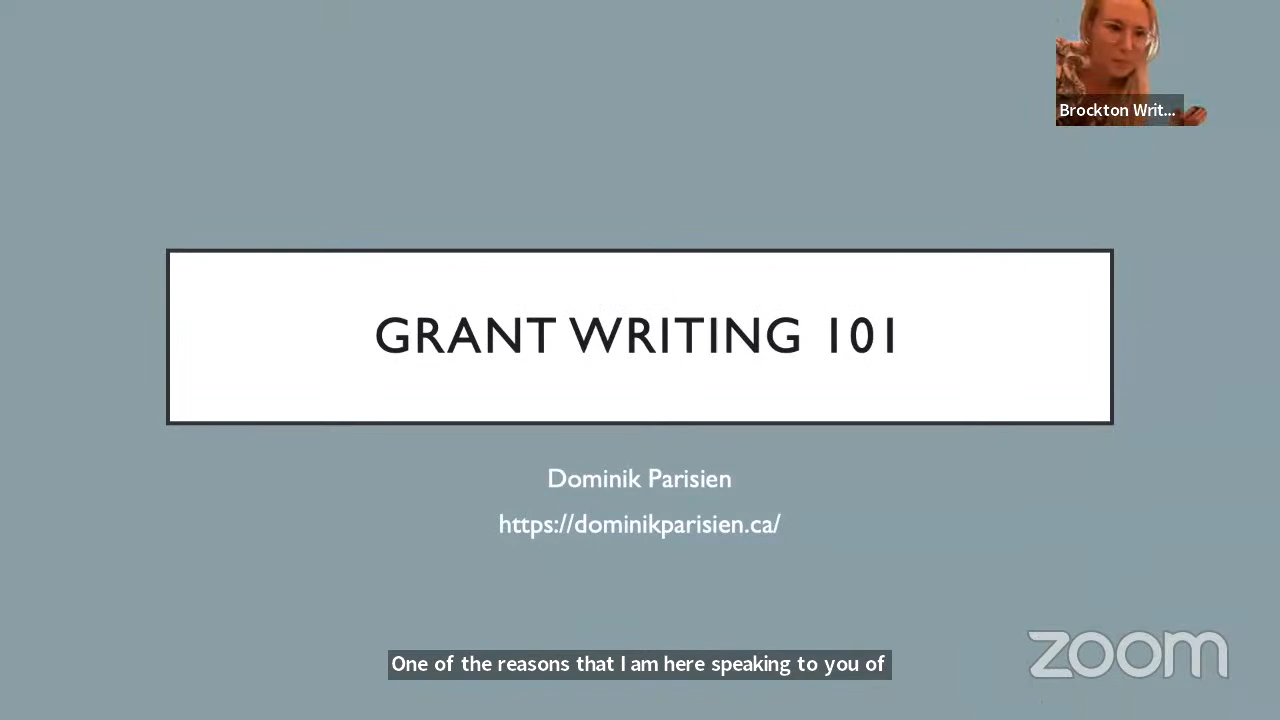 Brockton Writ...
GRANT WRITING 101
Dominik Parisien
https://dominikparisien.ca/
One of the reasons that I am here speaking to you of
zoom